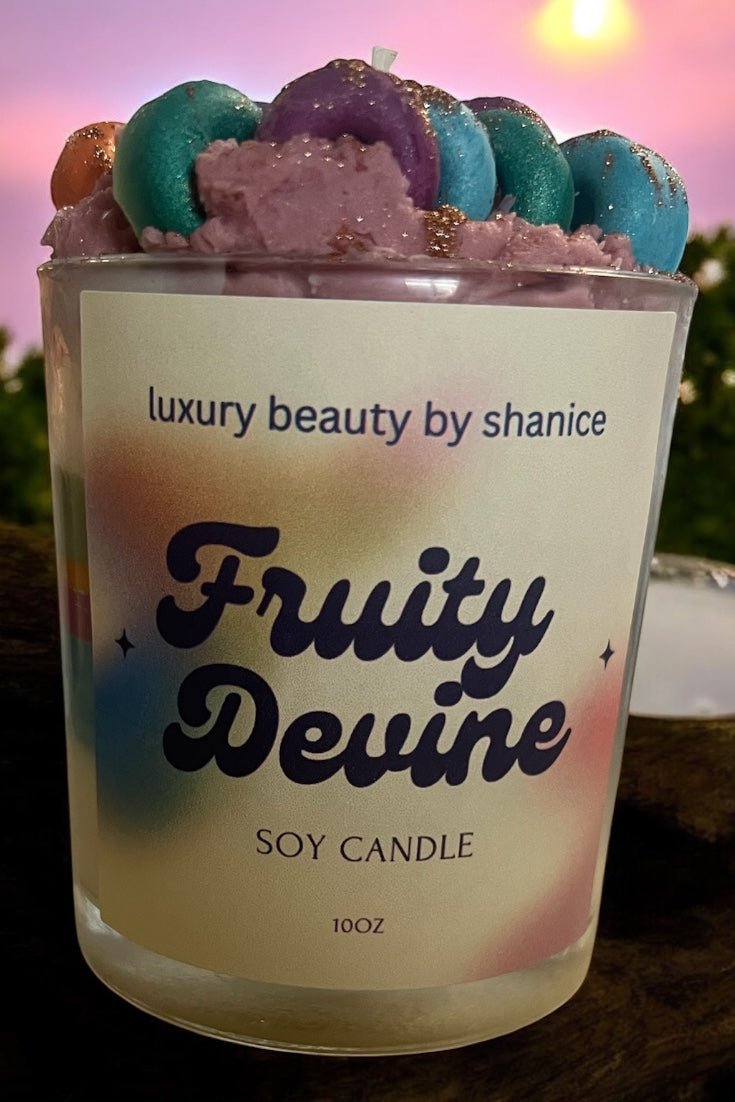 luxury beauty by shanice
Fruity
Devine
SOY CANDLE
10OZ